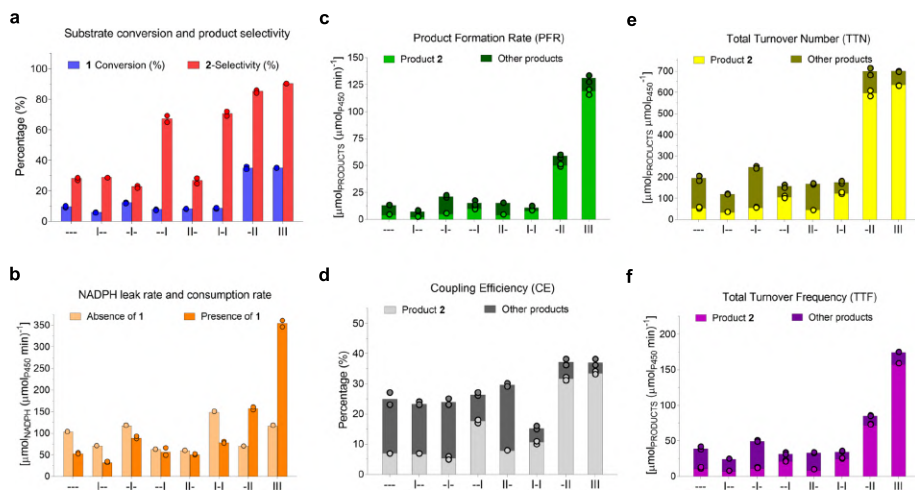 a
Substrate conversion and product selectivity
1 Conversion (%)
2-Selectivity (%)
Percentage (%)
100
80
60
40
20
0
---
I--
-I-
--I
II-
I-I
-II
III
b
NADPH leak rate and consumption rate
Absence of 1
Presence of 1
[μmolNADPH (μmolP450 min)⁻¹]
350
300
250
200
150
100
50
0
---
I--
-I-
--I
II-
I-I
-II
III
c
Product Formation Rate (PFR)
Product 2
Other products
[μmolPRODUCTS (μmolP450 min)⁻¹]
150
125
100
75
50
25
0
---
I--
-I-
--I
II-
I-I
-II
III
d
Coupling Efficiency (CE)
Product 2
Other products
Percentage (%)
50
40
30
20
10
0
---
I--
-I-
--I
II-
I-I
-II
III
e
Total Turnover Number (TTN)
Product 2
Other products
[μmolPRODUCTS μmolP450⁻¹]
700
600
500
400
300
200
100
0
---
I--
-I-
--I
II-
I-I
-II
III
f
Total Turnover Frequency (TTF)
Product 2
Other products
[μmolPRODUCTS (μmolP450 min)⁻¹]
200
150
100
50
0
---
I--
-I-
--I
II-
I-I
-II
III